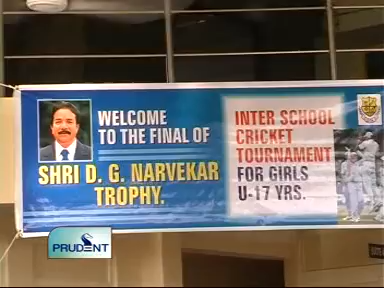 WELCOME
TO THE FINAL OF
SHRI D. G. NARVEKAR
TROPHY.
INTER SCHOOL
CRICKET
TOURNAMENT
FOR GIRLS
U-17 YRS.
PRUDENT